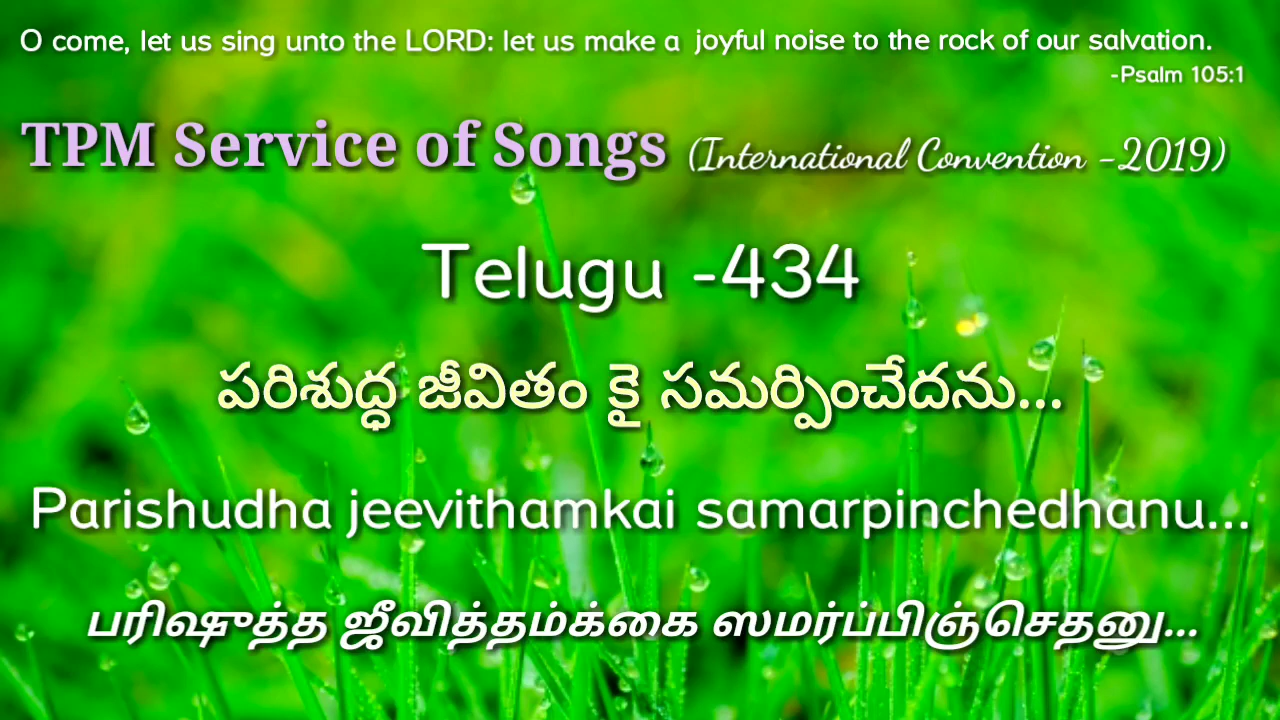 O come, let us sing unto the LORD: let us make a joyful noise to the rock of our salvation.
-Psalm 105:1
TPM Service of Songs (International Convention -2019)
Telugu -434
పరిశుద్ధ జీవితం కై సమర్పించేదను...
Parishudha jeevithamkai samarpinchedhanu...
பரிஷுத்த ஜீவித்தம்க்கை ஸமர்ப்பிஞ்செதனு...